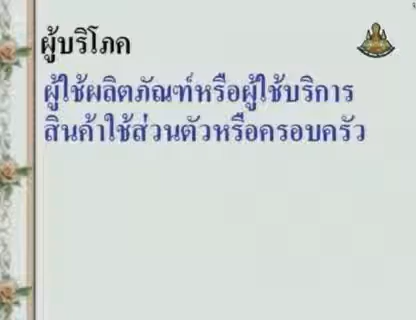 ผู้บริโภค
ผู้ใช้ผลิตภัณฑ์หรือผู้ใช้บริการ
สินค้าใช้ส่วนตัวหรือครอบครัว